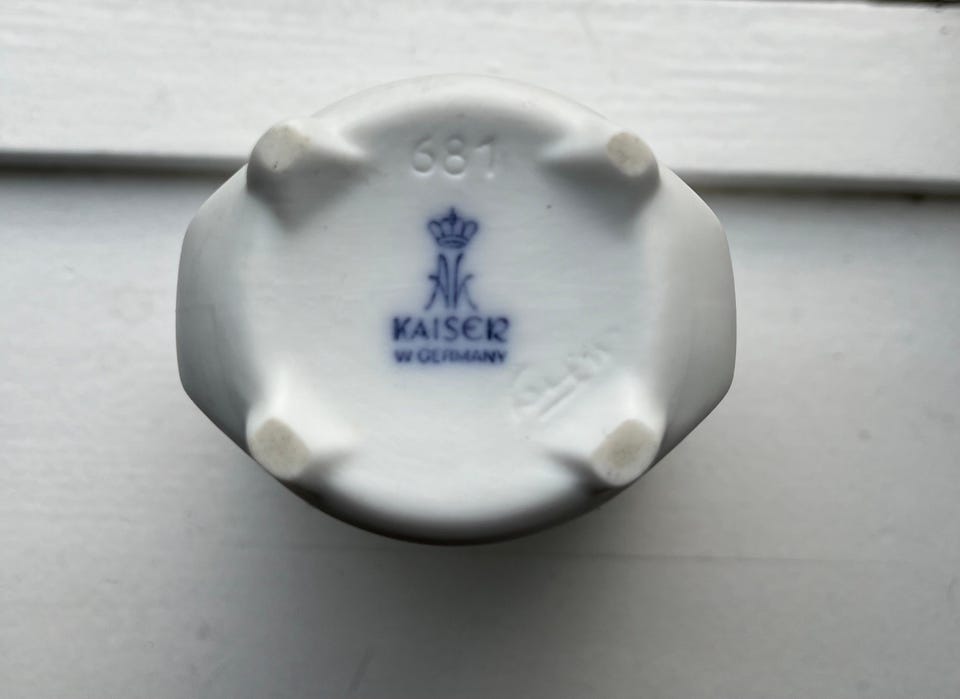 681
AK
KAISER
W GERMANY